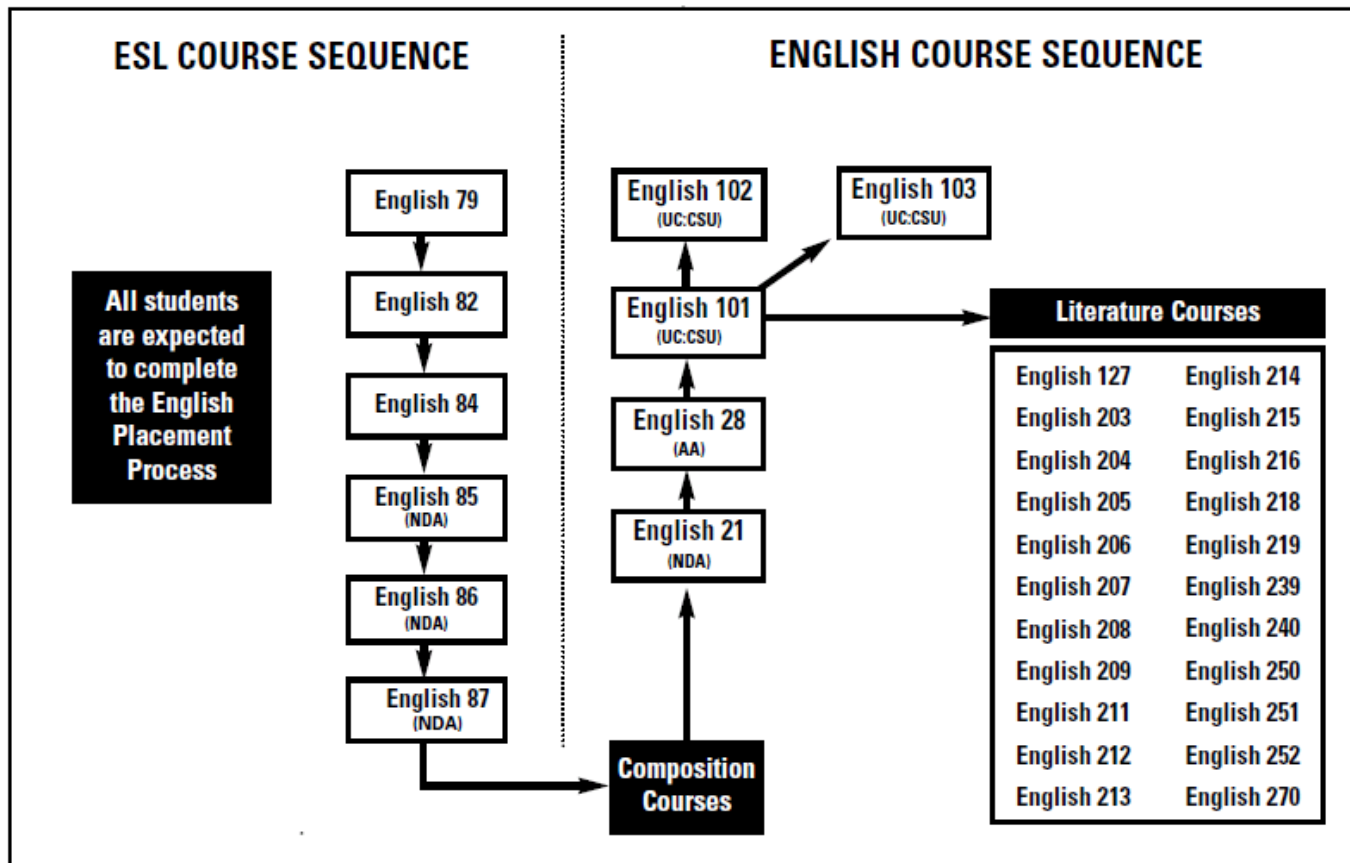 ESL COURSE SEQUENCE
All students
are expected
to complete
the English
Placement
Process
English 79
English 82
English 84
English 85
(NDA)
English 86
(NDA)
English 87
(NDA)
ENGLISH COURSE SEQUENCE
English 102
(UC:CSU)
English 103
(UC:CSU)
English 101
(UC:CSU)
English 28
(AA)
English 21
(NDA)
Composition
Courses
Literature Courses
English 127
English 203
English 204
English 205
English 206
English 207
English 208
English 209
English 211
English 212
English 213
English 214
English 215
English 216
English 218
English 219
English 239
English 240
English 250
English 251
English 252
English 270